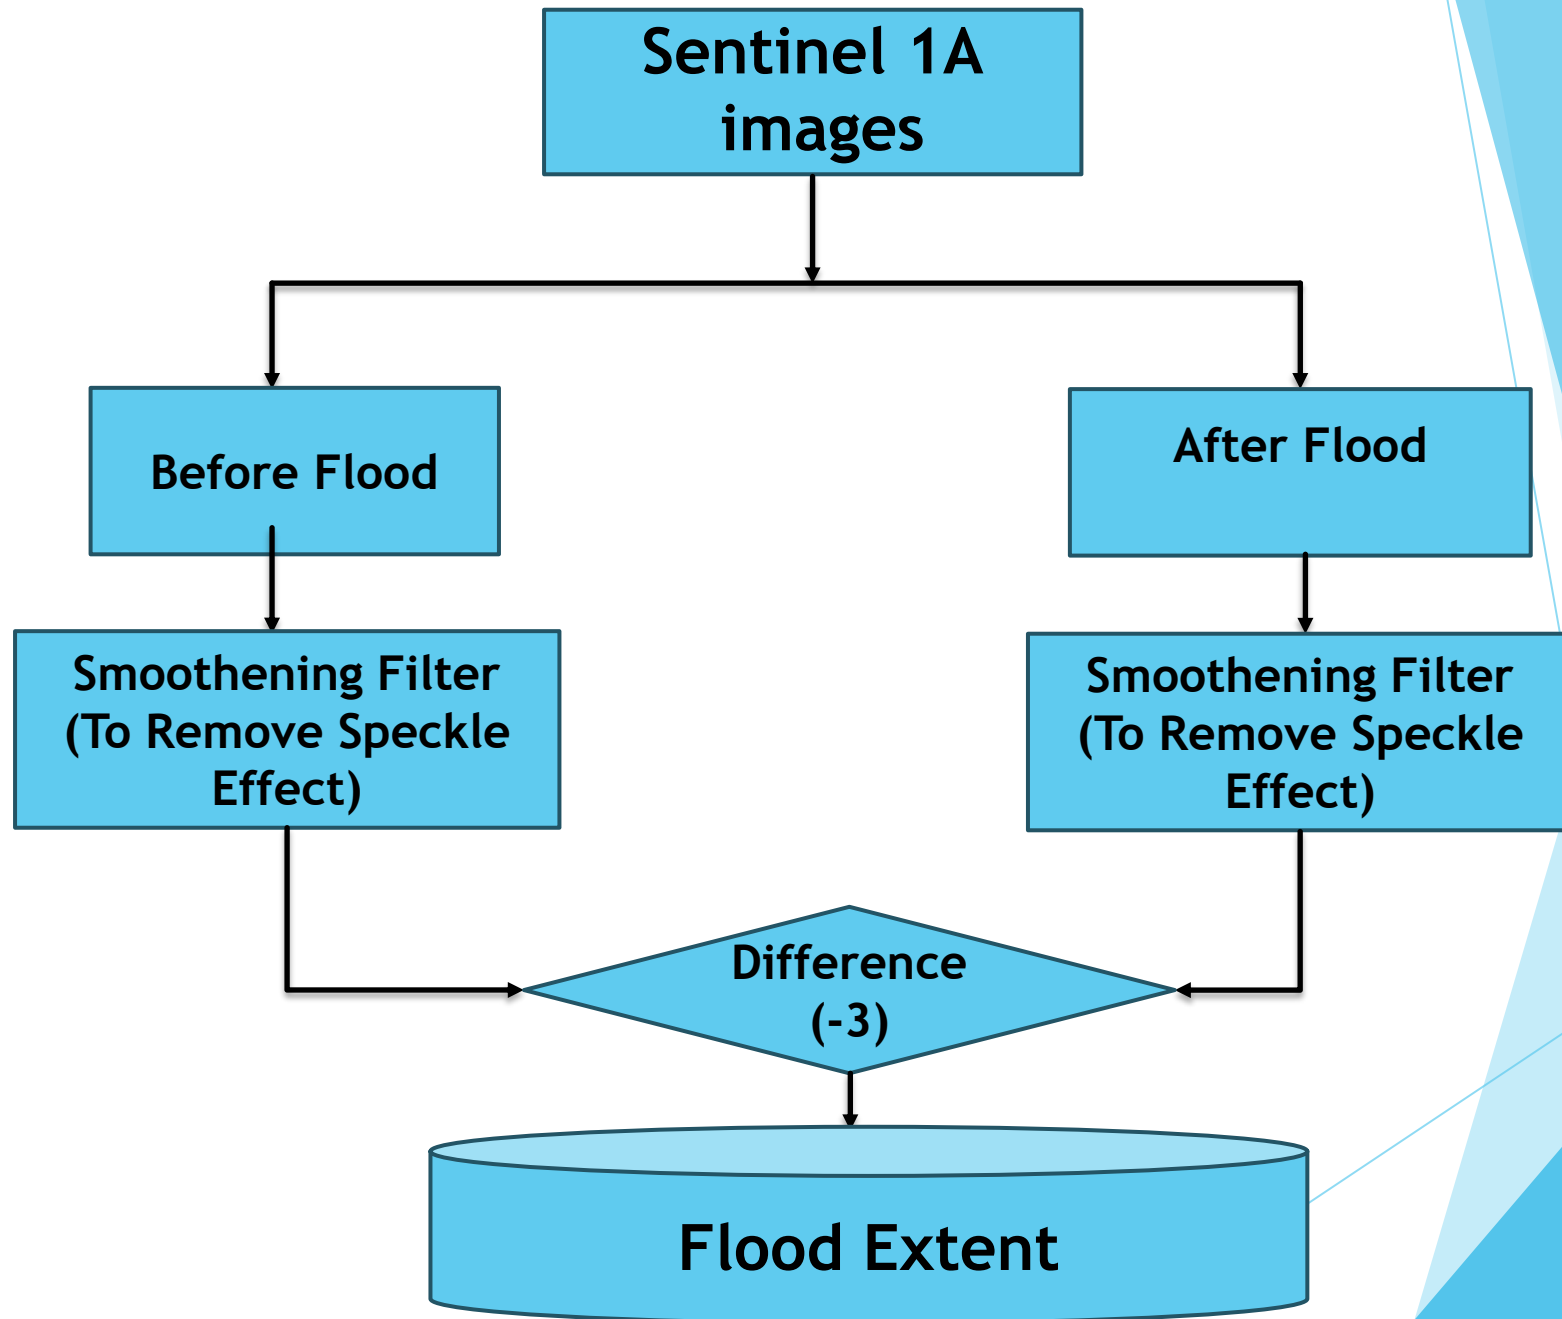 Sentinel 1A
images
Before Flood
After Flood
Smoothening Filter
(To Remove Speckle
Effect)
Smoothening Filter
(To Remove Speckle
Effect)
Difference
(-3)
Flood Extent